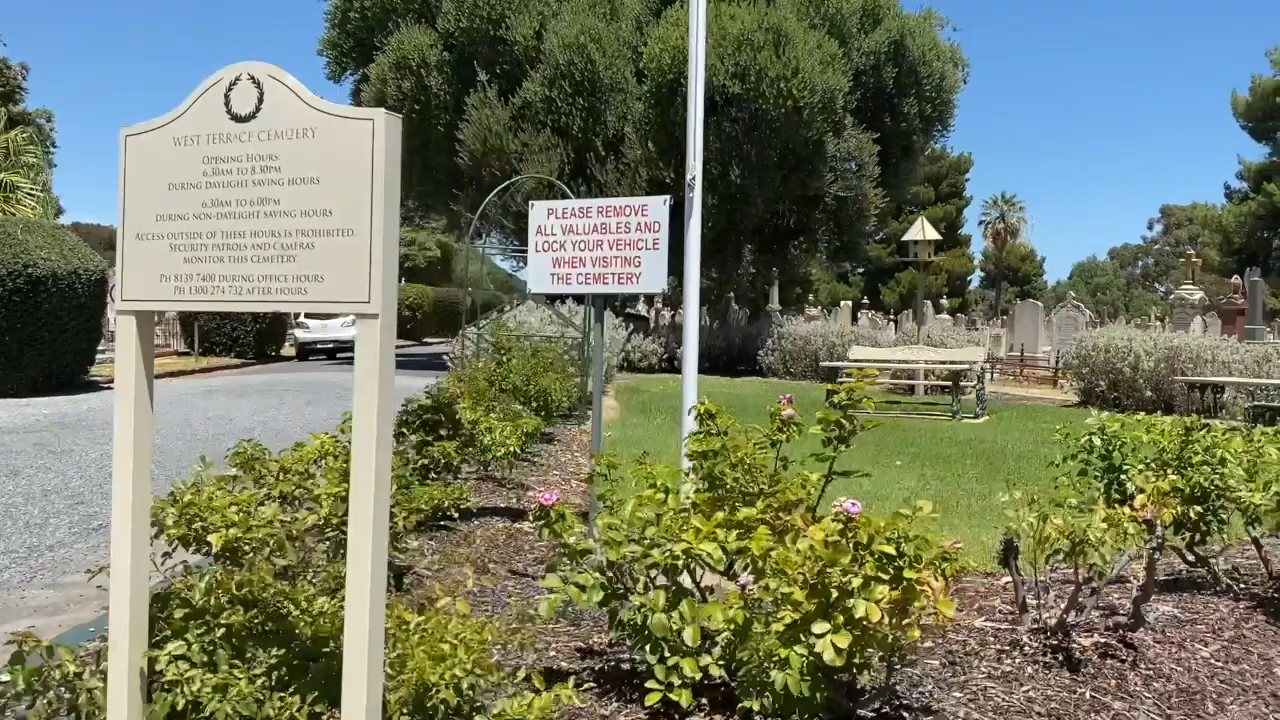 WEST TERRACE CEMETERY
OPENING HOURS:
6.30AM TO 8.30PM
DURING DAYLIGHT SAVING HOURS
6.30AM TO 6.00PM
DURING NON-DAYLIGHT SAVING HOURS
ACCESS OUTSIDE OF THESE HOURS IS PROHIBITED.
SECURITY PATROLS AND CAMERAS
MONITOR THIS CEMETERY
PH 8139 7400 DURING OFFICE HOURS
PH 1300 274 732 AFTER HOURS
PLEASE REMOVE
ALL VALUABLES AND
LOCK YOUR VEHICLE
WHEN VISITING
THE CEMETERY